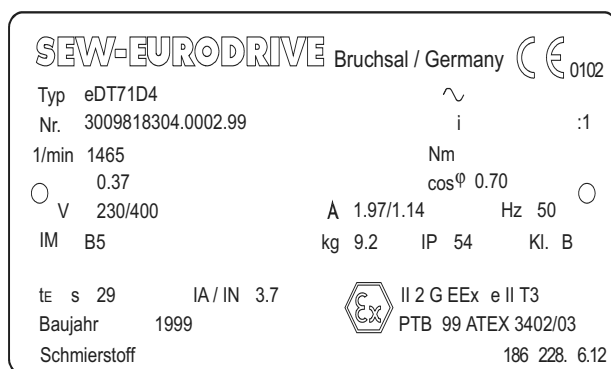 SEW-EURODRIVE Bruchsal / Germany CE 0102
Typ eDT71D4 ~
Nr. 3009818304.0002.99 i :1
1/min 1465 Nm
0.37 cosφ 0.70
V 230/400 A 1.97/1.14 Hz 50
IM B5 kg 9.2 IP 54 Kl. B
tE s 29 IA / IN 3.7 Ex II 2 G EEx e II T3
Baujahr 1999 PTB 99 ATEX 3402/03
Schmierstoff 186 228. 6.12